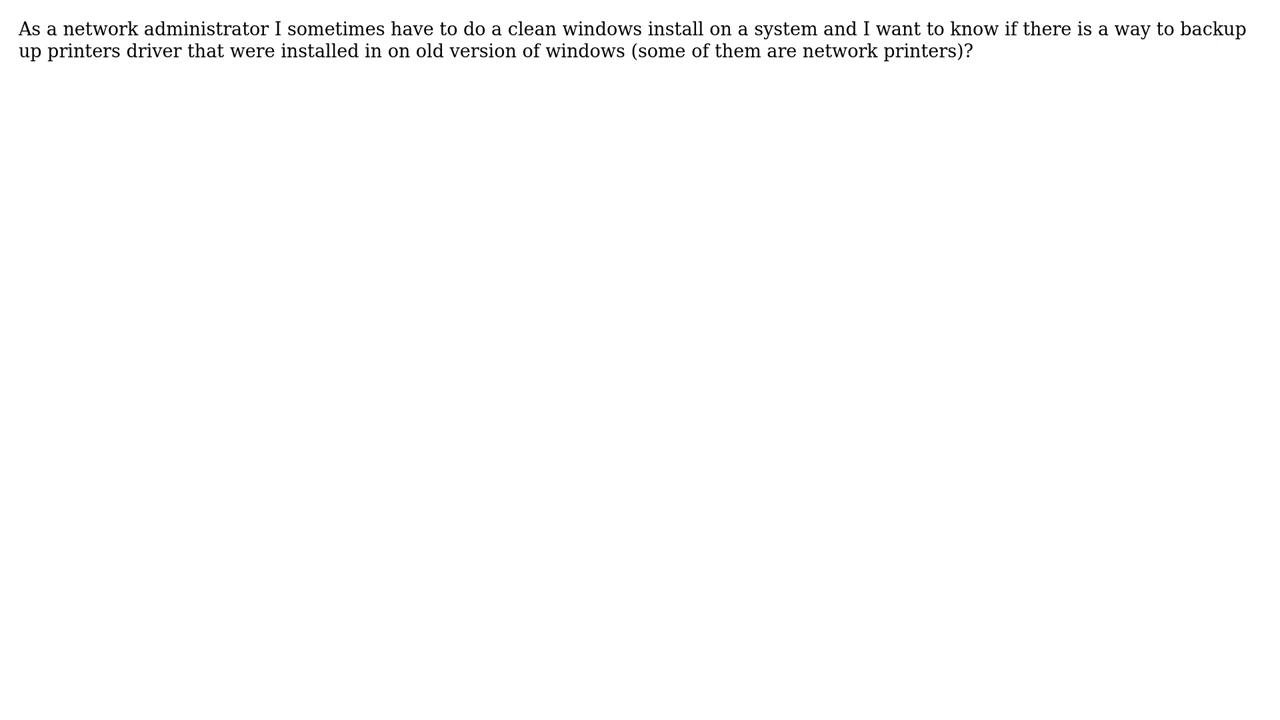 As a network administrator I sometimes have to do a clean windows install on a system and I want to know if there is a way to backup
up printers driver that were installed in on old version of windows (some of them are network printers)?